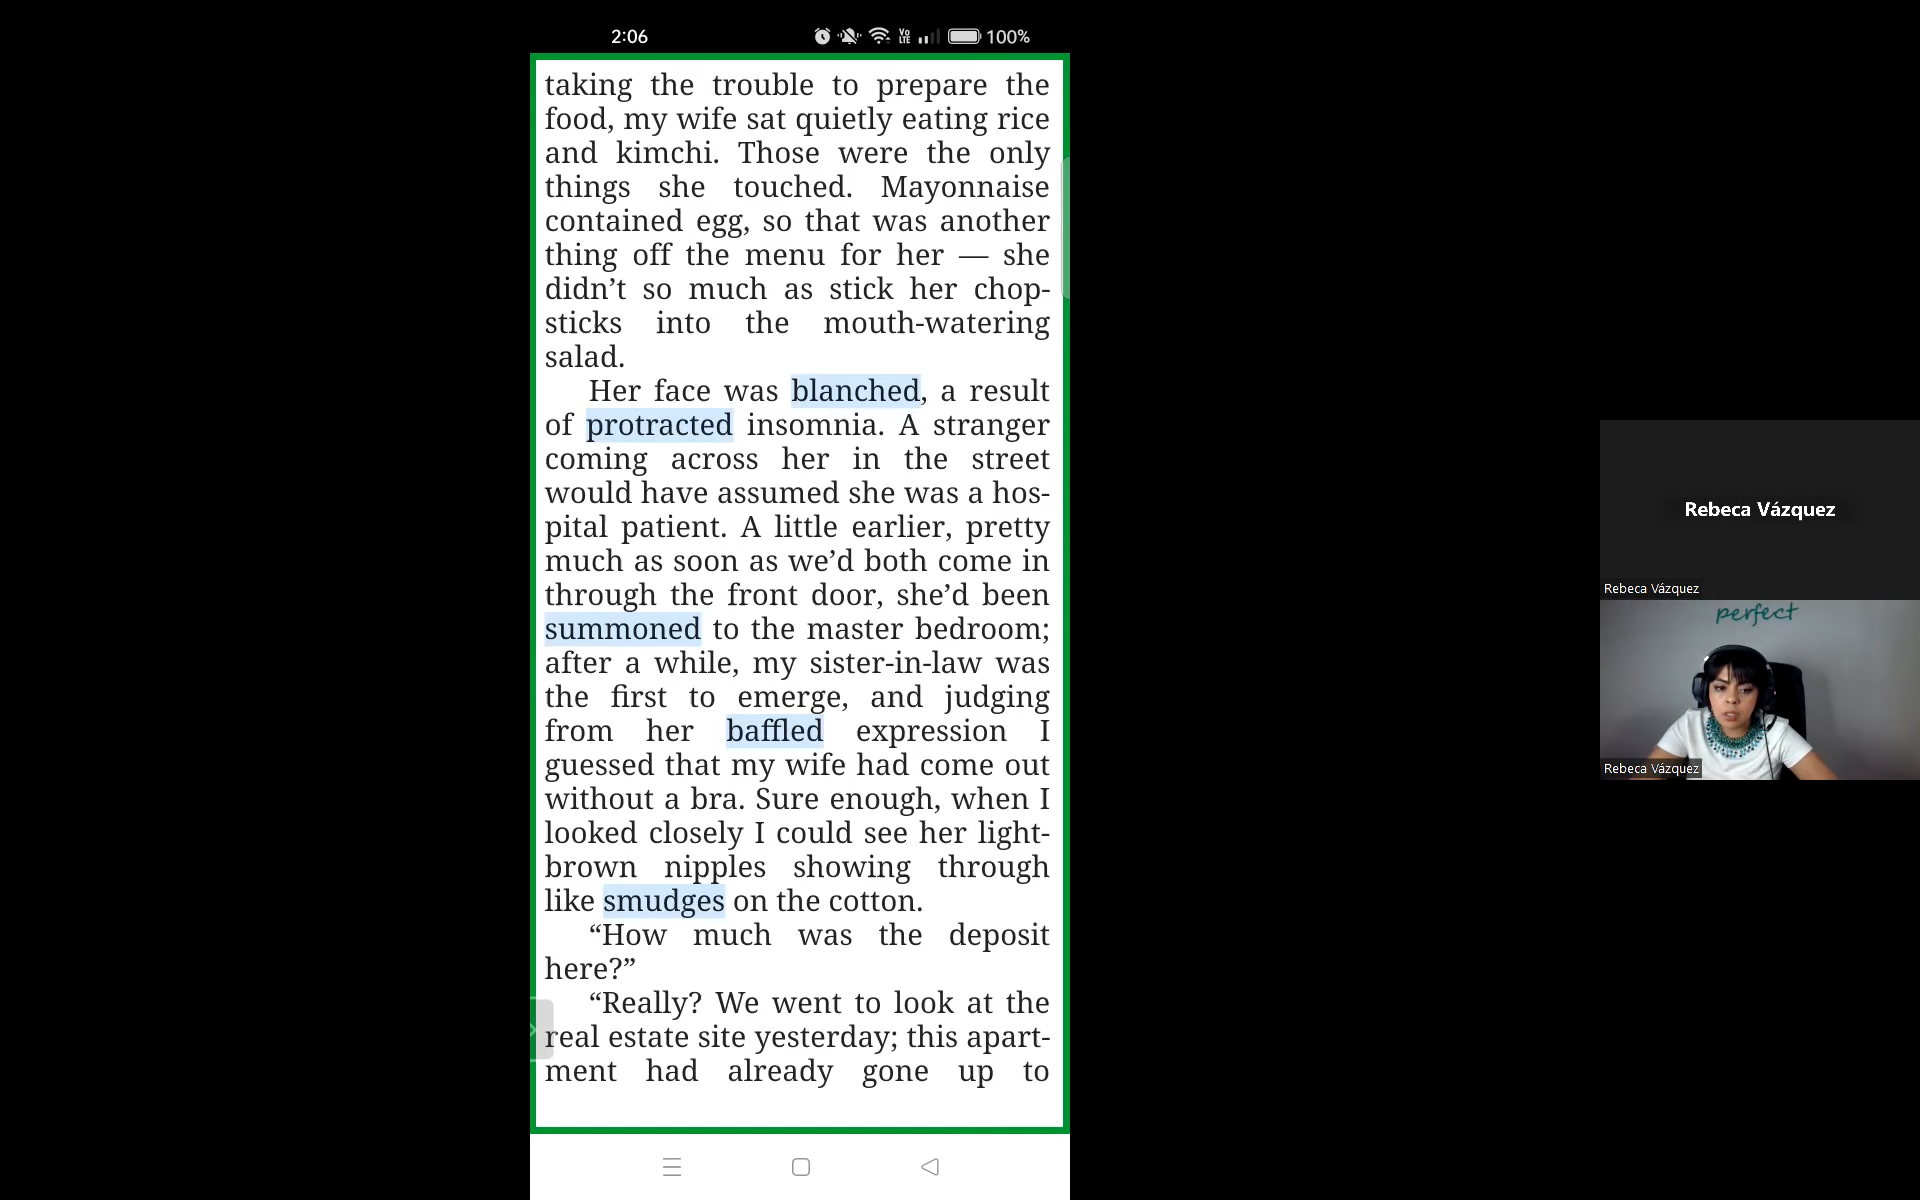 2:06
Vo
LTE
100%
taking the trouble to prepare the
food, my wife sat quietly eating rice
and kimchi. Those were the only
things she touched. Mayonnaise
contained egg, so that was another
thing off the menu for her — she
didn’t so much as stick her chop-
sticks into the mouth-watering
salad.
Her face was blanched, a result
of protracted insomnia. A stranger
coming across her in the street
would have assumed she was a hos-
pital patient. A little earlier, pretty
much as soon as we’d both come in
through the front door, she’d been
summoned to the master bedroom;
after a while, my sister-in-law was
the first to emerge, and judging
from her baffled expression I
guessed that my wife had come out
without a bra. Sure enough, when I
looked closely I could see her light-
brown nipples showing through
like smudges on the cotton.
“How much was the deposit
here?”
“Really? We went to look at the
real estate site yesterday; this apart-
ment had already gone up to
Rebeca Vázquez
Rebeca Vázquez
perfect
Rebeca Vázquez